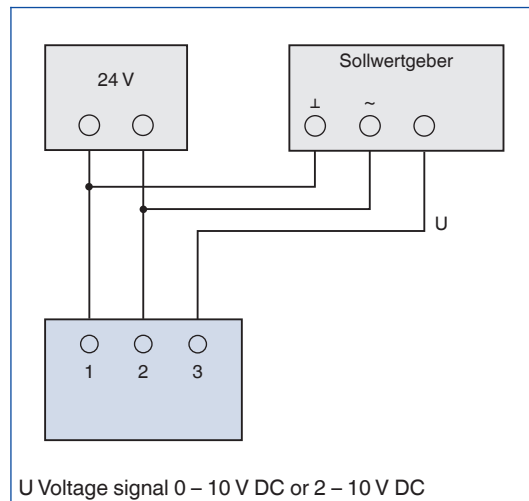 24 V
Sollwertgeber
⊥ ~
U
1 2 3
U Voltage signal 0 – 10 V DC or 2 – 10 V DC